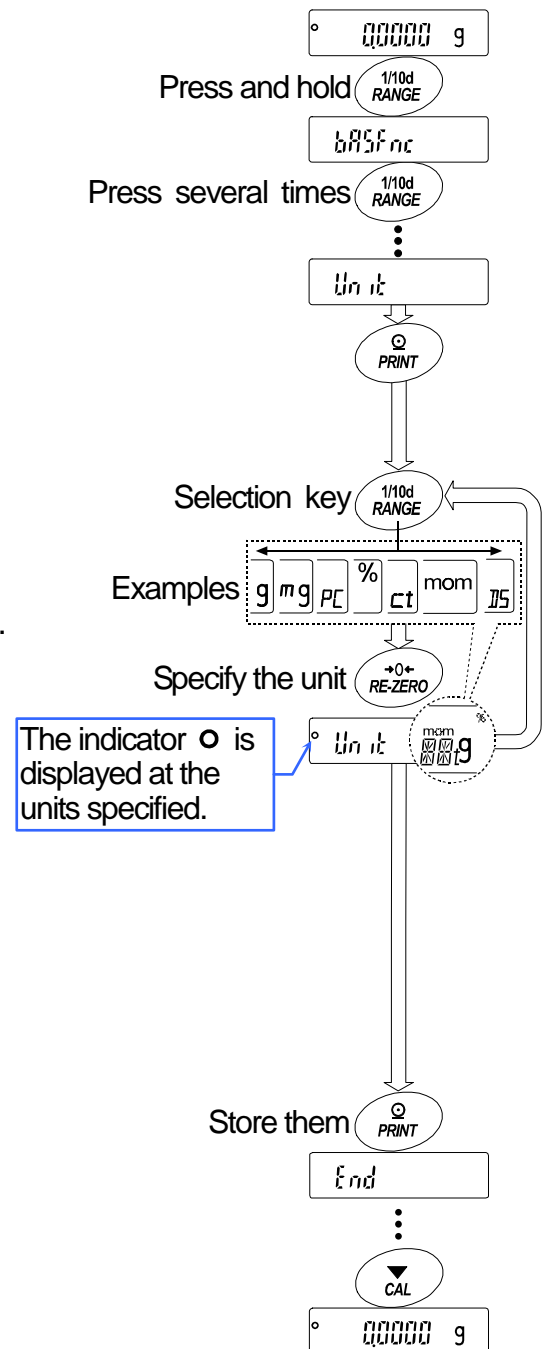 0.0000 g
Press and hold
1/10d
RANGE
bASFnc
Press several times
1/10d
RANGE
Unit
PRINT
Selection key
1/10d
RANGE
Examples g mg PC % ct mom DS
.
Specify the unit
→0←
RE-ZERO
The indicator o is
displayed at the
units specified.
Unit
%
mom
t g
Store them
PRINT
End
CAL
0.0000 g